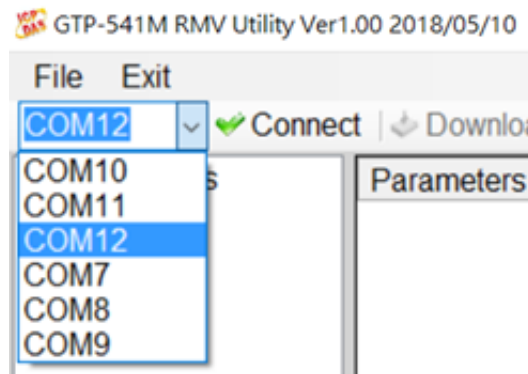 GTP-541M RMV Utility Ver1.00 2018/05/10
File Exit
COM12 Connect
COM10
Parameters
COM11
COM12
COM7
COM8
COM9